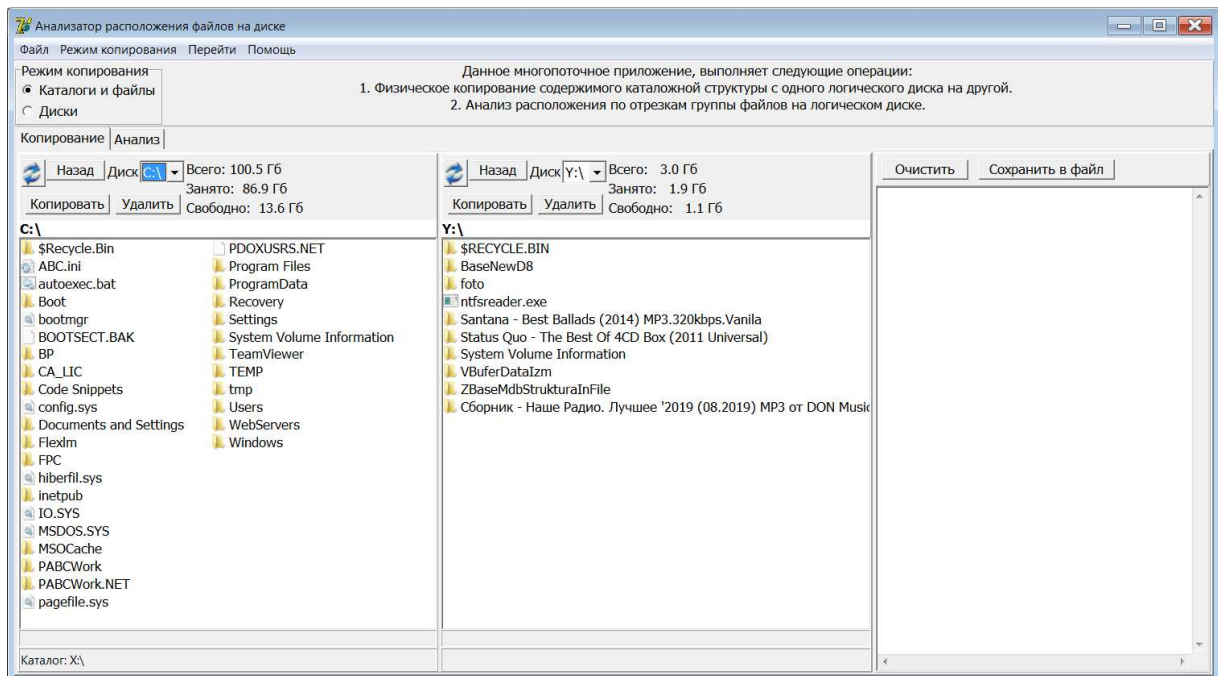 Анализатор расположения файлов на диске
Файл Режим копирования Перейти Помощь
Режим копирования
Каталоги и файлы
Диски
Данное многопоточное приложение, выполняет следующие операции:
1. Физическое копирование содержимого каталожной структуры с одного логического диска на другой.
2. Анализ расположения по отрезкам группы файлов на логическом диске.
Копирование Анализ
Назад Диск C:\ Всего: 100.5 Гб
Занято: 86.9 Гб
Копировать Удалить Свободно: 13.6 Гб
C:\
$Recycle.Bin
ABC.ini
autoexec.bat
Boot
bootmgr
BOOTSECT.BAK
BP
CA_LIC
Code Snippets
config.sys
Documents and Settings
Flexlm
FPC
hiberfil.sys
inetpub
IO.SYS
MSDOS.SYS
MSOCache
PABCWork
PABCWork.NET
pagefile.sys
PDOXUSRS.NET
Program Files
ProgramData
Recovery
Settings
System Volume Information
TeamViewer
TEMP
tmp
Users
WebServers
Windows
Каталог: X:\
Назад Диск Y:\ Всего: 3.0 Гб
Занято: 1.9 Гб
Копировать Удалить Свободно: 1.1 Гб
Y:\
$RECYCLE.BIN
BaseNewD8
foto
ntfsreader.exe
Santana - Best Ballads (2014) MP3.320kbps.Vanila
Status Quo - The Best Of 4CD Box (2011 Universal)
System Volume Information
VBuferDataIzm
ZBaseMdbStrukturaInFile
Сборник - Наше Радио. Лучшее '2019 (08.2019) MP3 от DON Music
Очистить Сохранить в файл